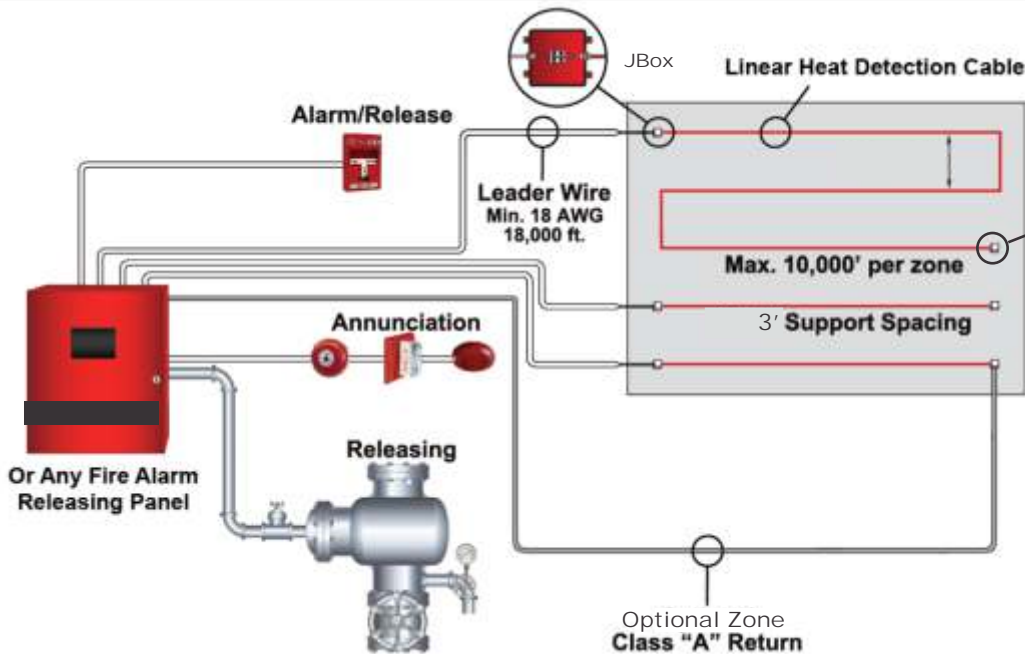 JBox
Linear Heat Detection Cable
Alarm/Release
Leader Wire
Min. 18 AWG
18,000 ft.
Max. 10,000' per zone
Annunciation
3' Support Spacing
Releasing
Or Any Fire Alarm
Releasing Panel
Optional Zone
Class "A" Return